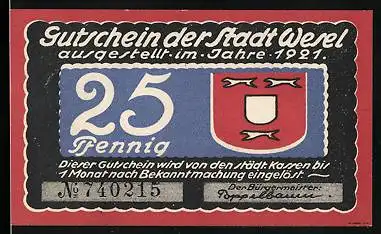 Gutschein der Stadt Wesel
ausgestellt·im·Jahre·1921.
25
Pfennig
Dieser Gutschein wird von den städt. Kassen bis
1 Monat nach Bekanntmachung eingelöst.
No 740215
Der Bürgermeister:
Poppelbaum.